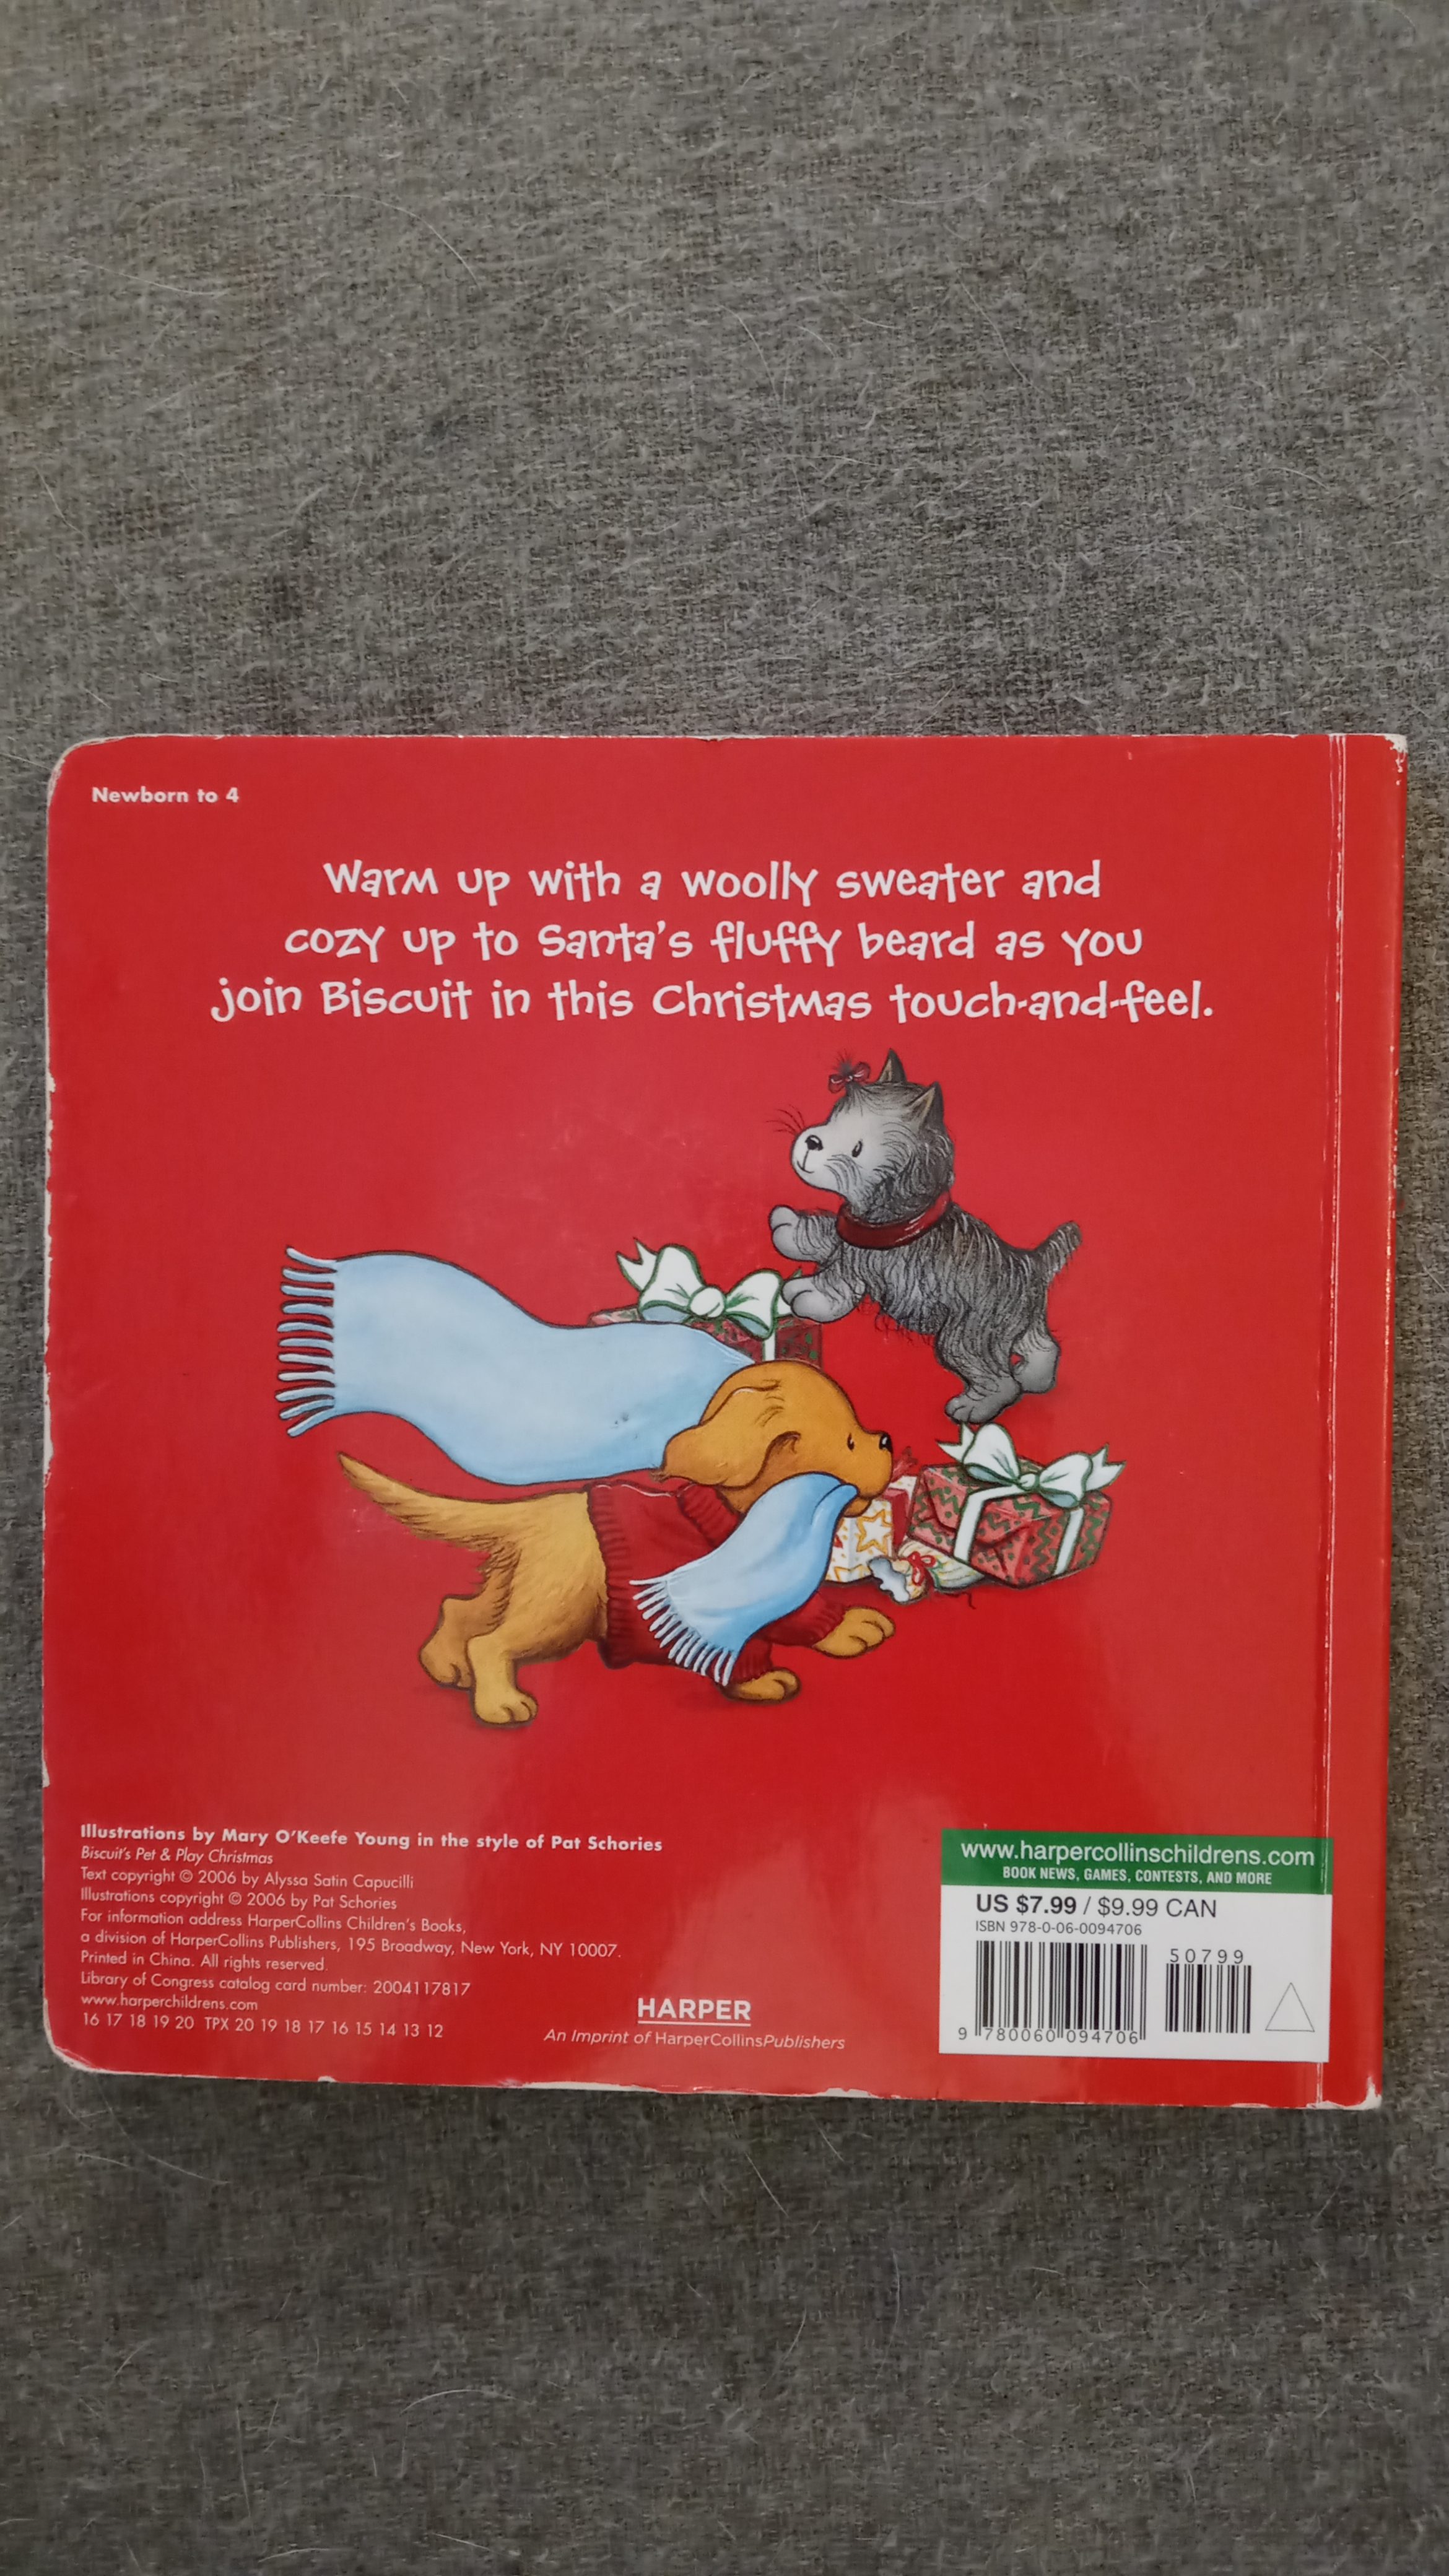 Newborn to 4
Warm up with a woolly sweater and
cozy up to Santa's fluffy beard as you
join Biscuit in this Christmas touch-and-feel.
Illustrations by Mary O'Keefe Young in the style of Pat Schories
Biscuit's Pet & Play Christmas
Text copyright © 2006 by Alyssa Satin Capucilli
Illustrations copyright © 2006 by Pat Schories
For information address HarperCollins Children's Books,
a division of HarperCollins Publishers, 195 Broadway, New York, NY 10007.
Printed in China. All rights reserved.
Library of Congress catalog card number: 2004117817
www.harperchildrens.com
16 17 18 19 20 TPX 20 19 18 17 16 15 14 13 12
HARPER
An Imprint of HarperCollinsPublishers
www.harpercollinschildrens.com
BOOK NEWS, GAMES, CONTESTS, AND MORE
US $7.99 / $9.99 CAN
ISBN 978-0-06-0094706
50799
9 780060 094706